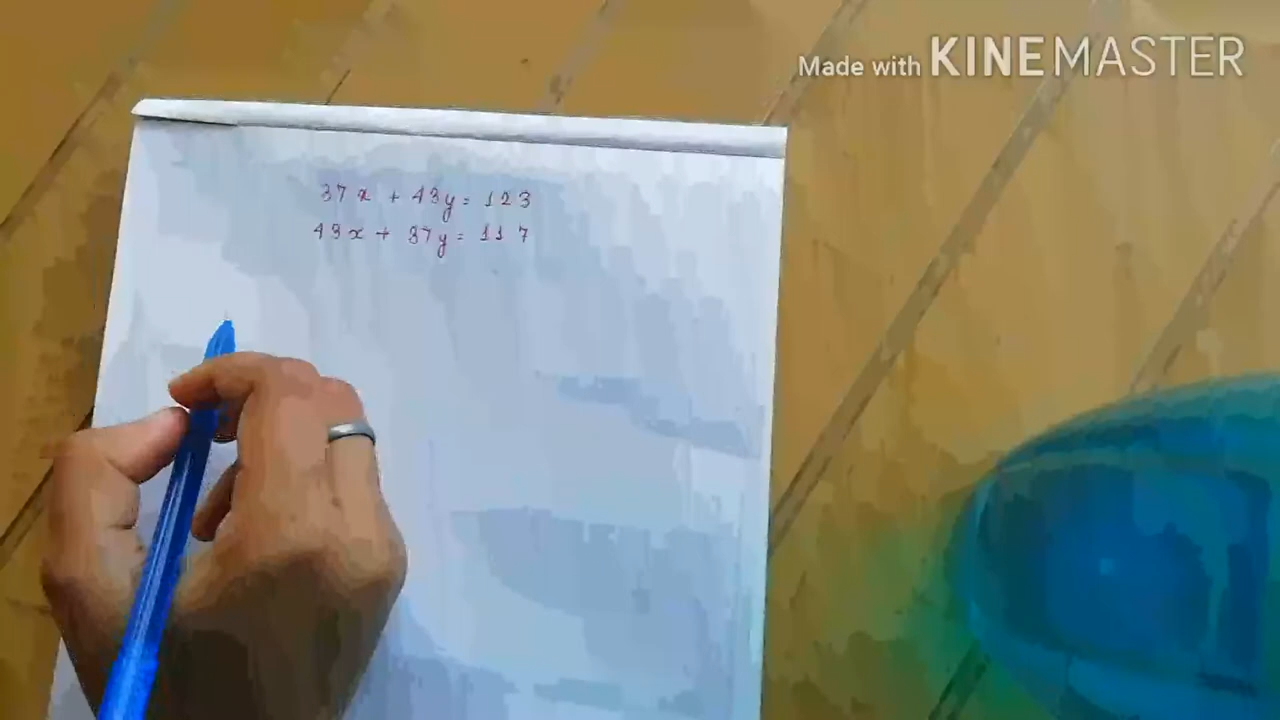 Made with KINEMASTER
37x + 43y = 123
43x + 37y = 117